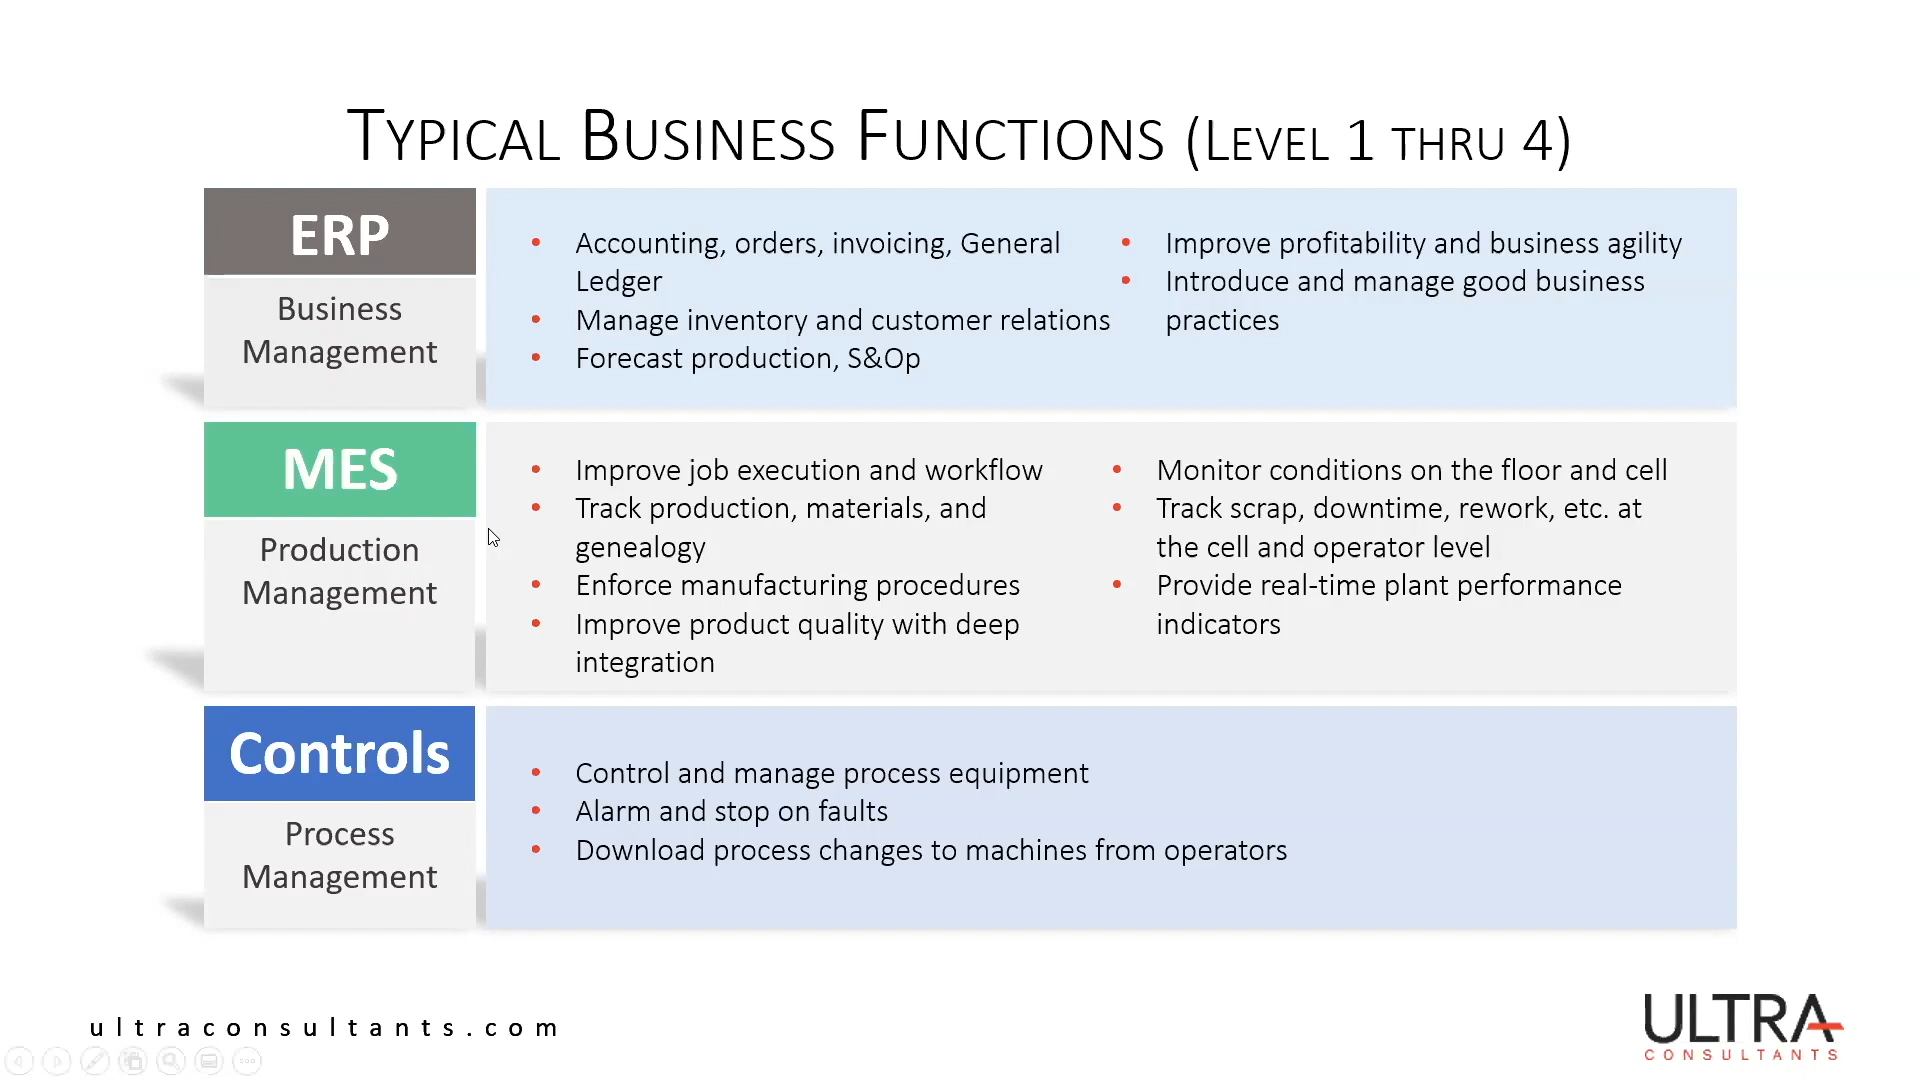 Typical Business Functions (Level 1 thru 4)
ERP
Business
Management
Accounting, orders, invoicing, General
Ledger
Manage inventory and customer relations
Forecast production, S&Op
Improve profitability and business agility
Introduce and manage good business
practices
MES
Production
Management
Improve job execution and workflow
Track production, materials, and
genealogy
Enforce manufacturing procedures
Improve product quality with deep
integration
Monitor conditions on the floor and cell
Track scrap, downtime, rework, etc. at
the cell and operator level
Provide real-time plant performance
indicators
Controls
Process
Management
Control and manage process equipment
Alarm and stop on faults
Download process changes to machines from operators
ultraconsultants.com
ULTRA
CONSULTANTS